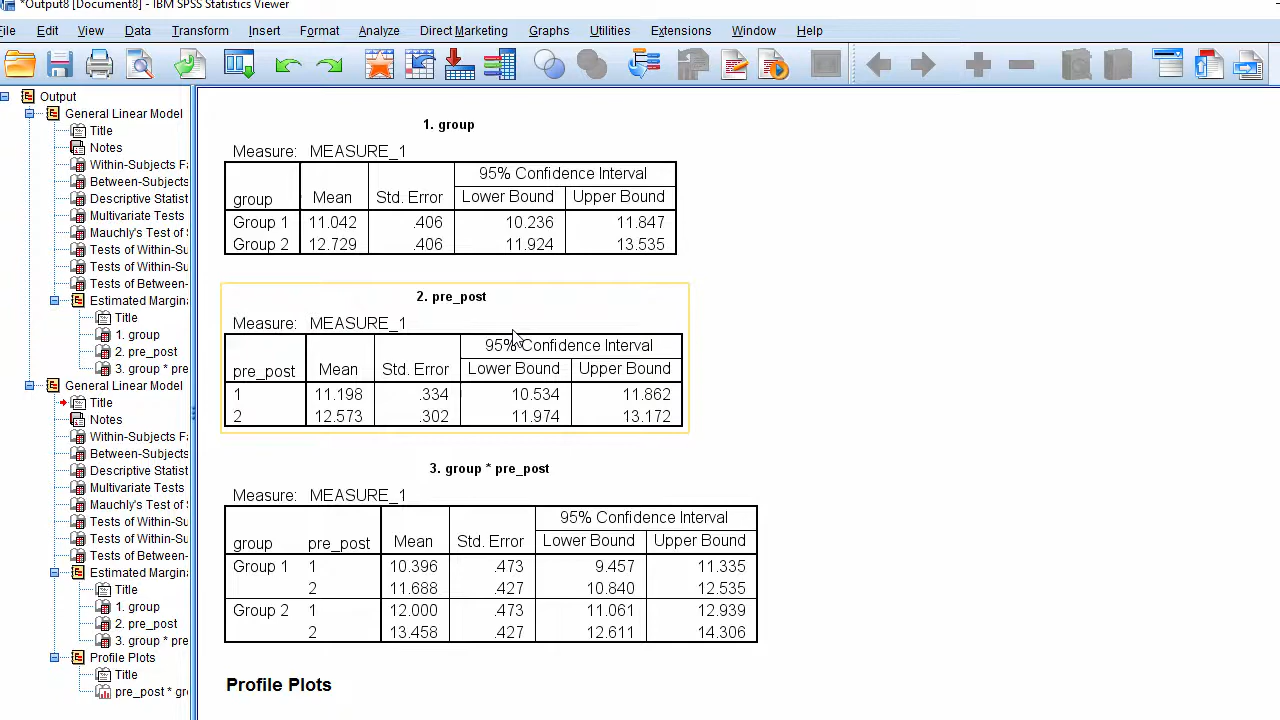 *Output8 [Document8] - IBM SPSS Statistics Viewer
File Edit View Data Transform Insert Format Analyze Direct Marketing Graphs Utilities Extensions Window Help
Output
General Linear Model
Title
Notes
Within-Subjects Fa
Between-Subjects
Descriptive Statist
Multivariate Tests
Mauchly's Test of S
Tests of Within-Su
Tests of Within-Su
Tests of Between-
Estimated Margina
Title
1. group
2. pre_post
3. group * pre
General Linear Model
Title
Notes
Within-Subjects Fa
Between-Subjects
Descriptive Statist
Multivariate Tests
Mauchly's Test of S
Tests of Within-Su
Tests of Within-Su
Tests of Between-
Estimated Margina
Title
1. group
2. pre_post
3. group * pre
Profile Plots
Title
pre_post * gr
1. group
Measure: MEASURE_1
95% Confidence Interval
group Mean Std. Error Lower Bound Upper Bound
Group 1 11.042 .406 10.236 11.847
Group 2 12.729 .406 11.924 13.535
2. pre_post
Measure: MEASURE_1
95% Confidence Interval
pre_post Mean Std. Error Lower Bound Upper Bound
1 11.198 .334 10.534 11.862
2 12.573 .302 11.974 13.172
3. group * pre_post
Measure: MEASURE_1
95% Confidence Interval
group pre_post Mean Std. Error Lower Bound Upper Bound
Group 1 1 10.396 .473 9.457 11.335
2 11.688 .427 10.840 12.535
Group 2 1 12.000 .473 11.061 12.939
2 13.458 .427 12.611 14.306
Profile Plots